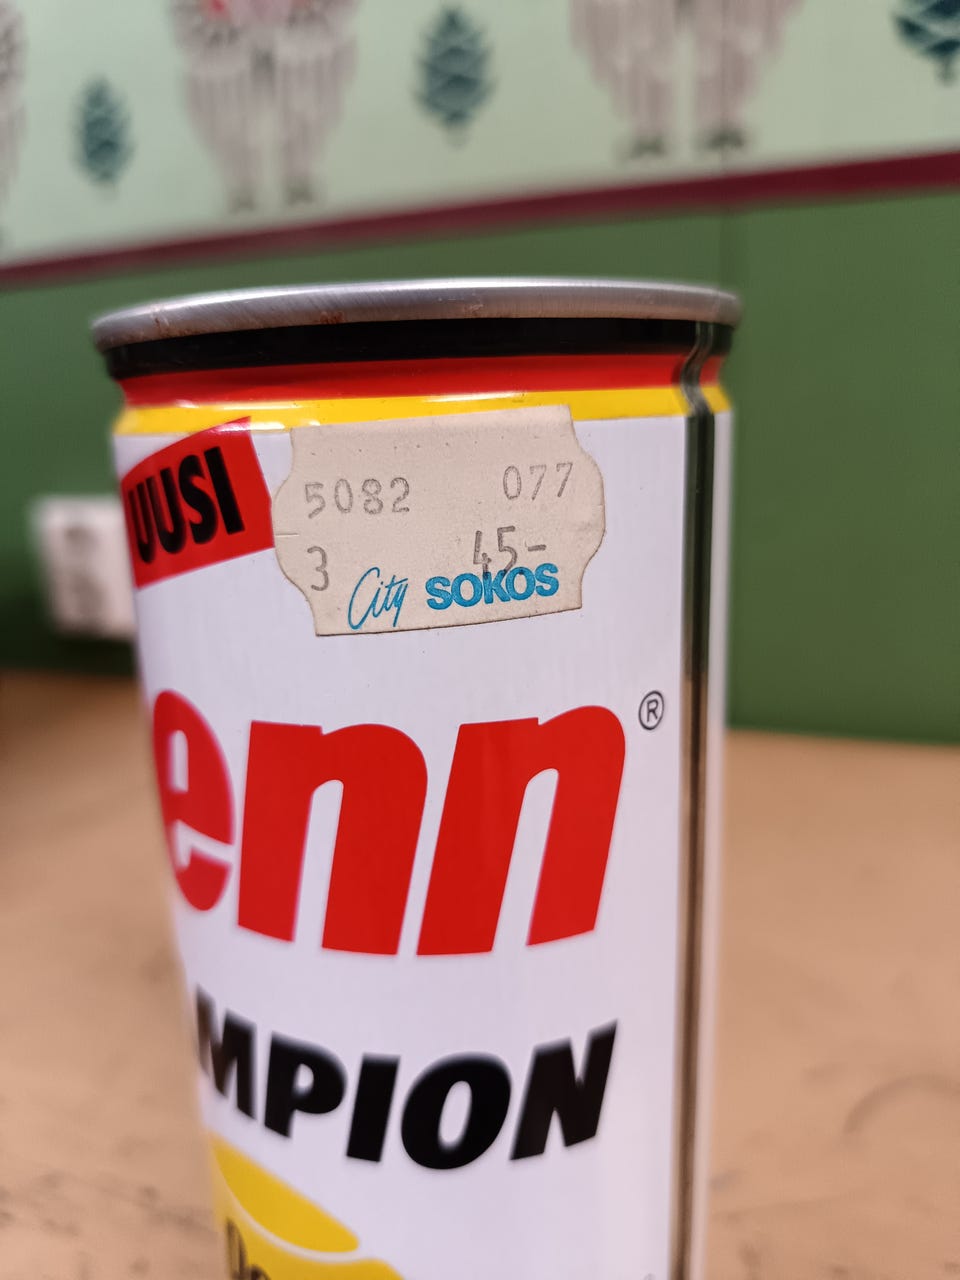 UUSI
5082 077
3 45-
City SOKOS
enn®
MPION